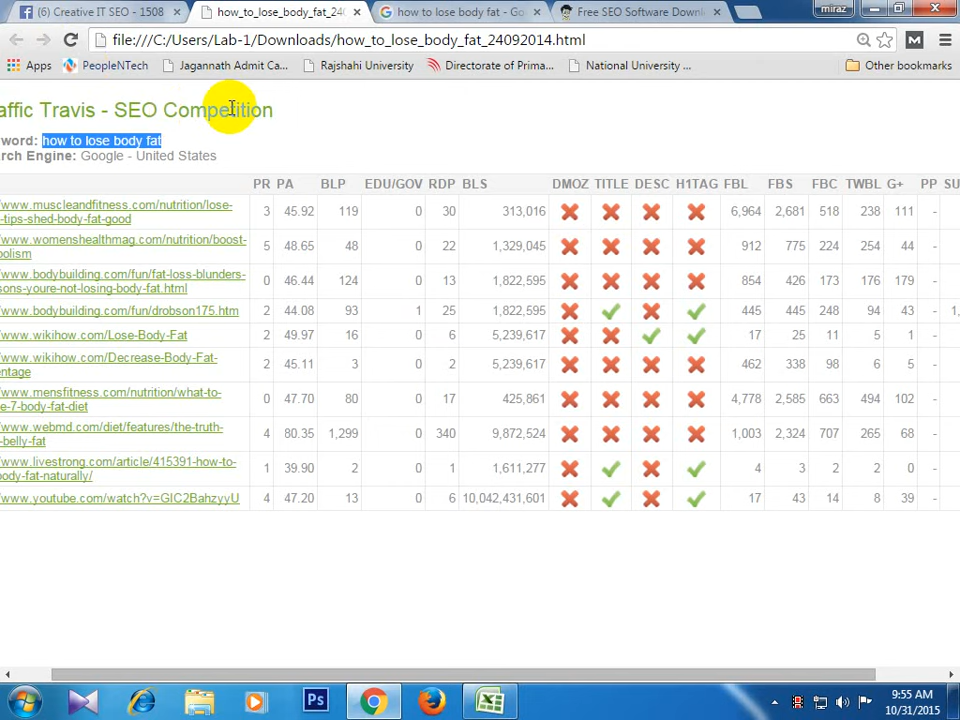 (6) Creative IT SEO - 1508
how_to_lose_body_fat_24
how to lose body fat - Go
Free SEO Software Downl
miraz
file:///C:/Users/Lab-1/Downloads/how_to_lose_body_fat_24092014.html
M
Apps
PeopleNTech
Jagannath Admit Ca...
Rajshahi University
Directorate of Prima...
National University ...
Other bookmarks
affic Travis - SEO Competition
word: how to lose body fat
rch Engine: Google - United States
PR PA BLP EDU/GOV RDP BLS DMOZ TITLE DESC H1TAG FBL FBS FBC TWBL G+ PP SU
/www.muscleandfitness.com/nutrition/lose-
-tips-shed-body-fat-good
3 45.92 119 0 30 313,016 6,964 2,681 518 238 111 -
/www.womenshealthmag.com/nutrition/boost-
bolism
5 48.65 48 0 22 1,329,045 912 775 224 254 44 -
/www.bodybuilding.com/fun/fat-loss-blunders-
sons-youre-not-losing-body-fat.html
0 46.44 124 0 13 1,822,595 854 426 173 176 179 -
/www.bodybuilding.com/fun/drobson175.htm 2 44.08 93 1 25 1,822,595 445 445 248 94 43 - 1,
/www.wikihow.com/Lose-Body-Fat 2 49.97 16 0 6 5,239,617 17 25 11 5 1 -
/www.wikihow.com/Decrease-Body-Fat-
entage
2 45.11 3 0 2 5,239,617 462 338 98 6 5 -
/www.mensfitness.com/nutrition/what-to-
e-7-body-fat-diet
0 47.70 80 0 17 425,861 4,778 2,585 663 494 102 -
/www.webmd.com/diet/features/the-truth-
-belly-fat
4 80.35 1,299 0 340 9,872,524 1,003 2,324 707 265 68 -
/www.livestrong.com/article/415391-how-to-
body-fat-naturally/
1 39.90 2 0 1 1,611,277 4 3 2 2 0 -
/www.youtube.com/watch?v=GIC2BahzyyU 4 47.20 13 0 6 10,042,431,601 17 43 14 8 39 -
Ps
9:55 AM
10/31/2015